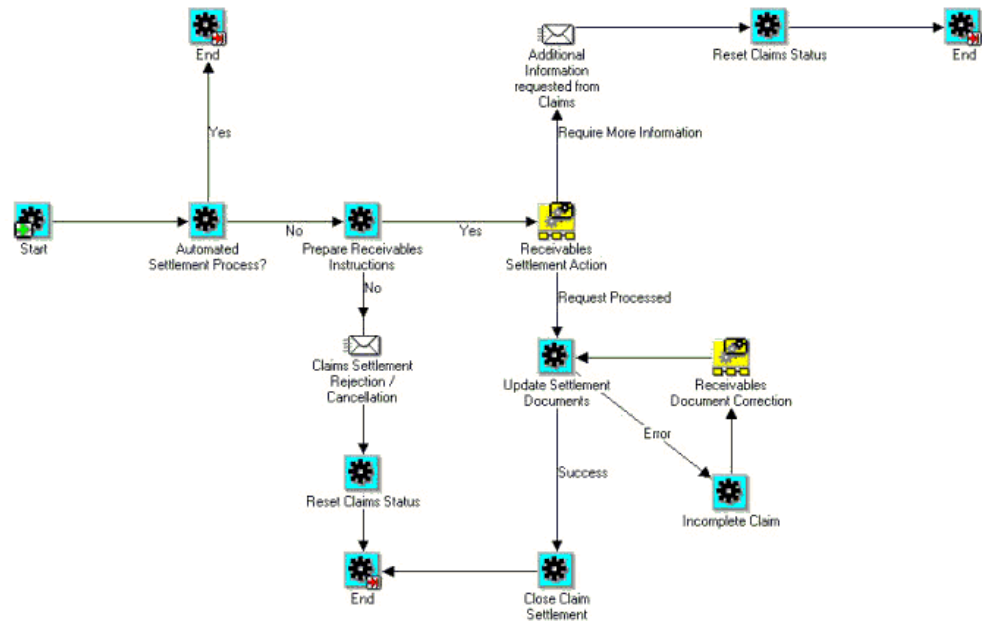 End
Additional
Information
requested from
Claims
Reset Claims Status
End
Yes
Require More Information
Start
Automated
Settlement Process?
No
Prepare Receivables
Instructions
Yes
Receivables
Settlement Action
No
Request Processed
Claims Settlement
Rejection /
Cancellation
Update Settlement
Documents
Receivables
Document Correction
Error
Success
Reset Claims Status
Incomplete Claim
End
Close Claim
Settlement